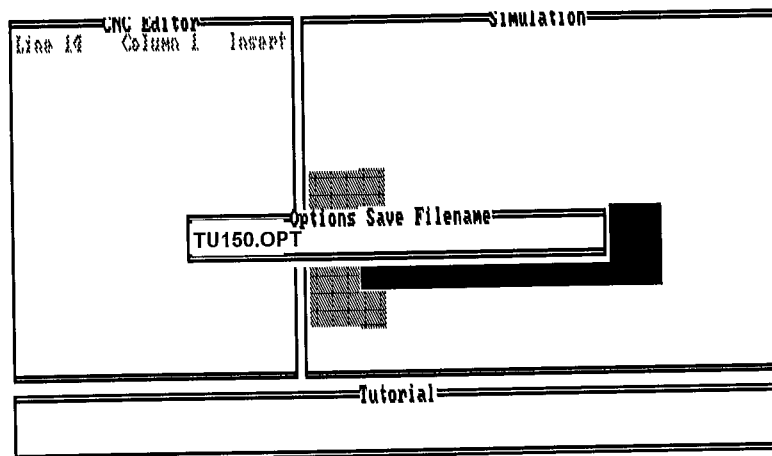 CNC Editor
Simulation
Line 14 Column 1 Insert
Options Save Filename
TU150.OPT
Tutorial